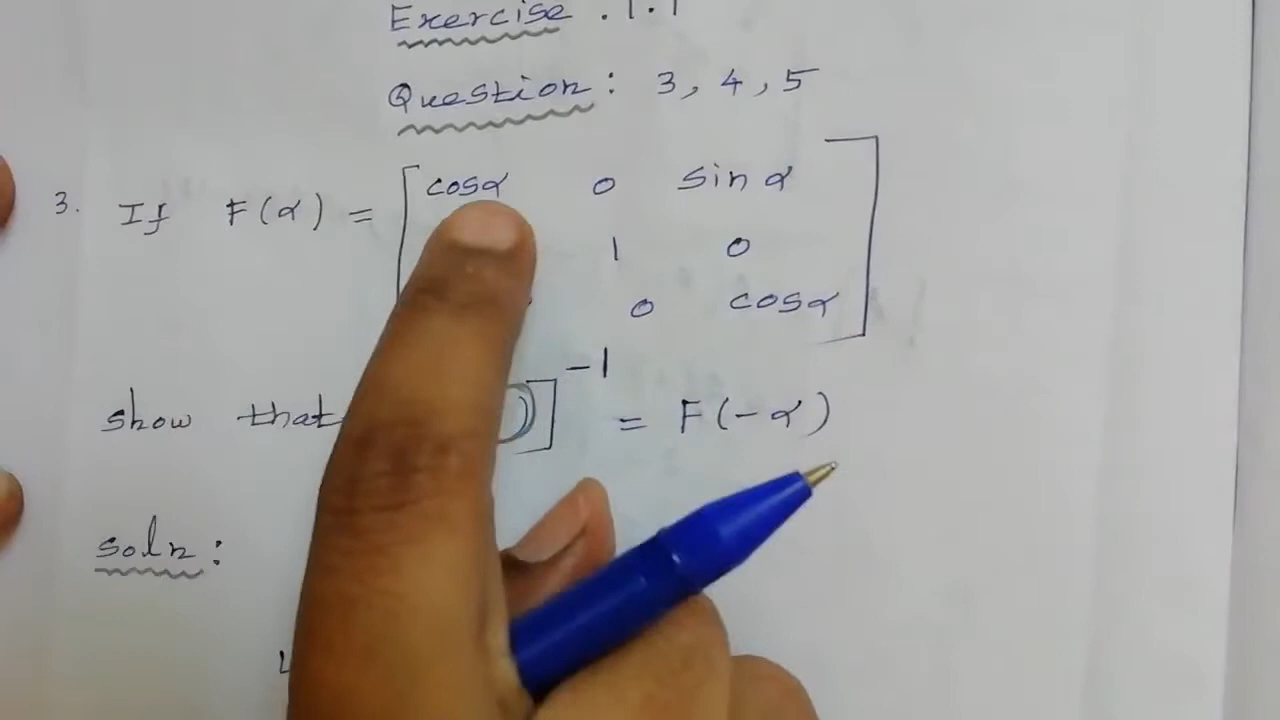 Exercise . 1.1
Question : 3, 4, 5
3. If F(α) = [ cosα 0 sin α
1 0
0 cosα ]
show that )] -1 = F(-α)
soln :